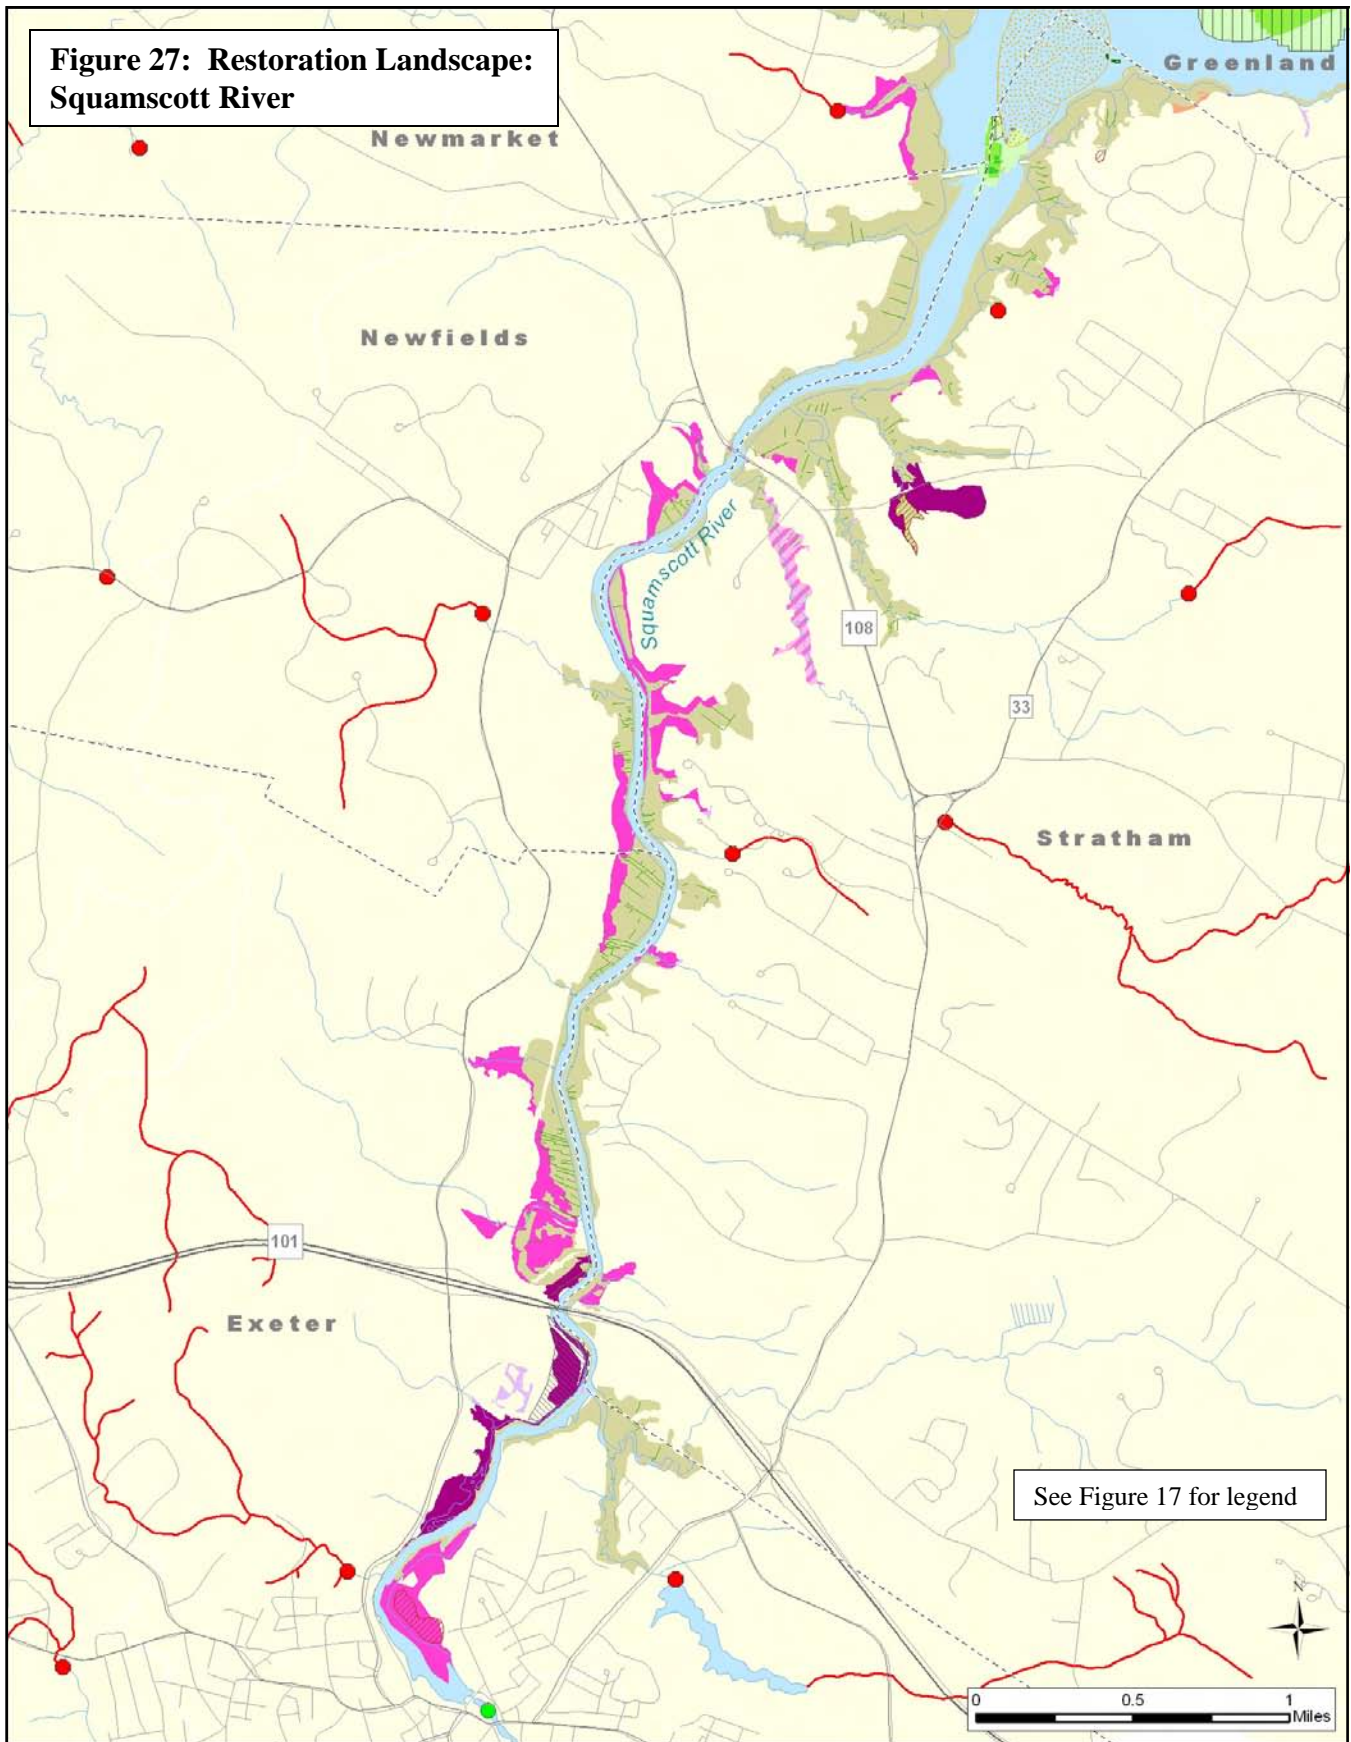 Figure 27: Restoration Landscape:
Squamscott River
Greenland
Newmarket
Newfields
Squamscott River
108
33
Stratham
101
Exeter
See Figure 17 for legend
N
0 0.5 1
Miles